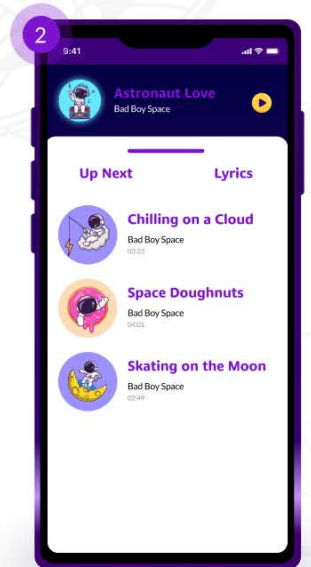 2
9:41
Astronaut Love
Bad Boy Space
Up Next
Lyrics
Chilling on a Cloud
Bad Boy Space
03:33
Space Doughnuts
Bad Boy Space
04:01
Skating on the Moon
Bad Boy Space
02:49